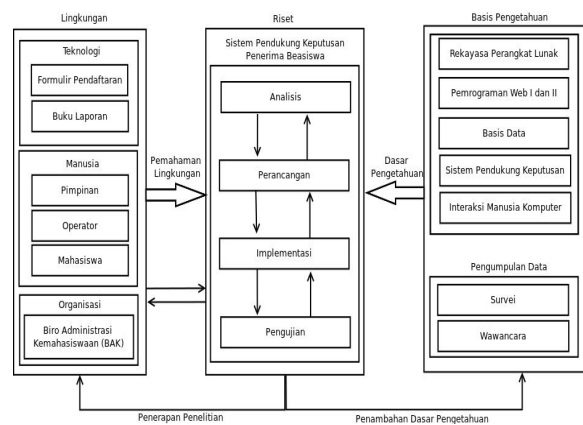 Lingkungan
Teknologi
Formulir Pendaftaran
Buku Laporan
Manusia
Pimpinan
Operator
Mahasiswa
Organisasi
Biro Administrasi
Kemahasiswaan (BAK)
Pemahaman
Lingkungan
Riset
Sistem Pendukung Keputusan
Penerima Beasiswa
Analisis
Perancangan
Implementasi
Pengujian
Dasar
Pengetahuan
Basis Pengetahuan
Rekayasa Perangkat Lunak
Pemrograman Web I dan II
Basis Data
Sistem Pendukung Keputusan
Interaksi Manusia Komputer
Pengumpulan Data
Survei
Wawancara
Penerapan Penelitian
Penambahan Dasar Pengetahuan